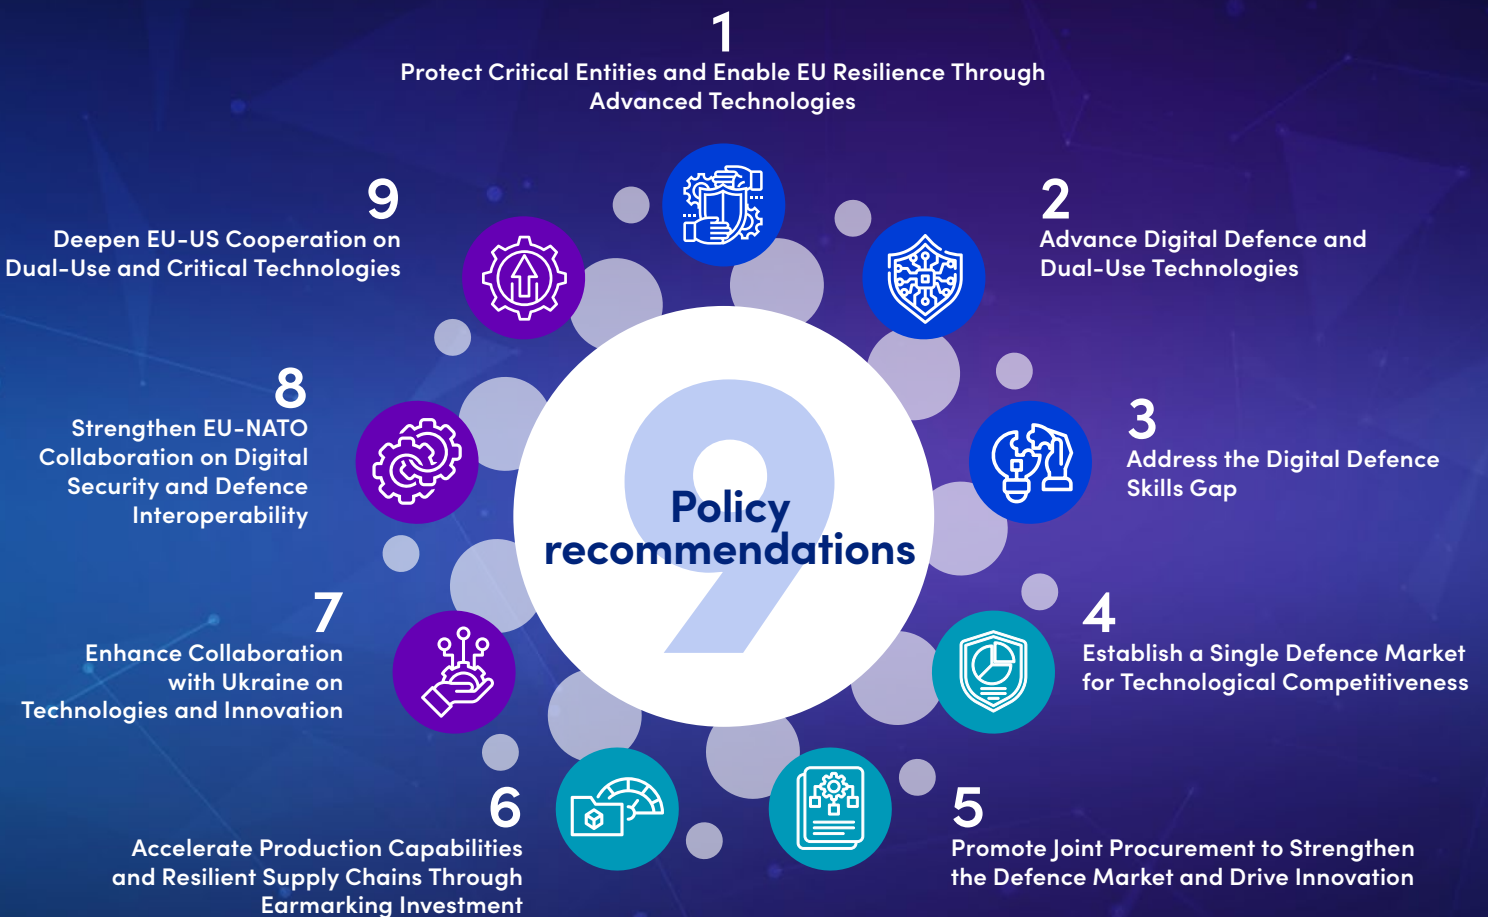 1
Protect Critical Entities and Enable EU Resilience Through
Advanced Technologies
2
Advance Digital Defence and
Dual-Use Technologies
3
Address the Digital Defence
Skills Gap
4
Establish a Single Defence Market
for Technological Competitiveness
5
Promote Joint Procurement to Strengthen
the Defence Market and Drive Innovation
6
Accelerate Production Capabilities
and Resilient Supply Chains Through
Earmarking Investment
7
Enhance Collaboration
with Ukraine on
Technologies and Innovation
8
Strengthen EU-NATO
Collaboration on Digital
Security and Defence
Interoperability
9
Deepen EU-US Cooperation on
Dual-Use and Critical Technologies
9
Policy
recommendations